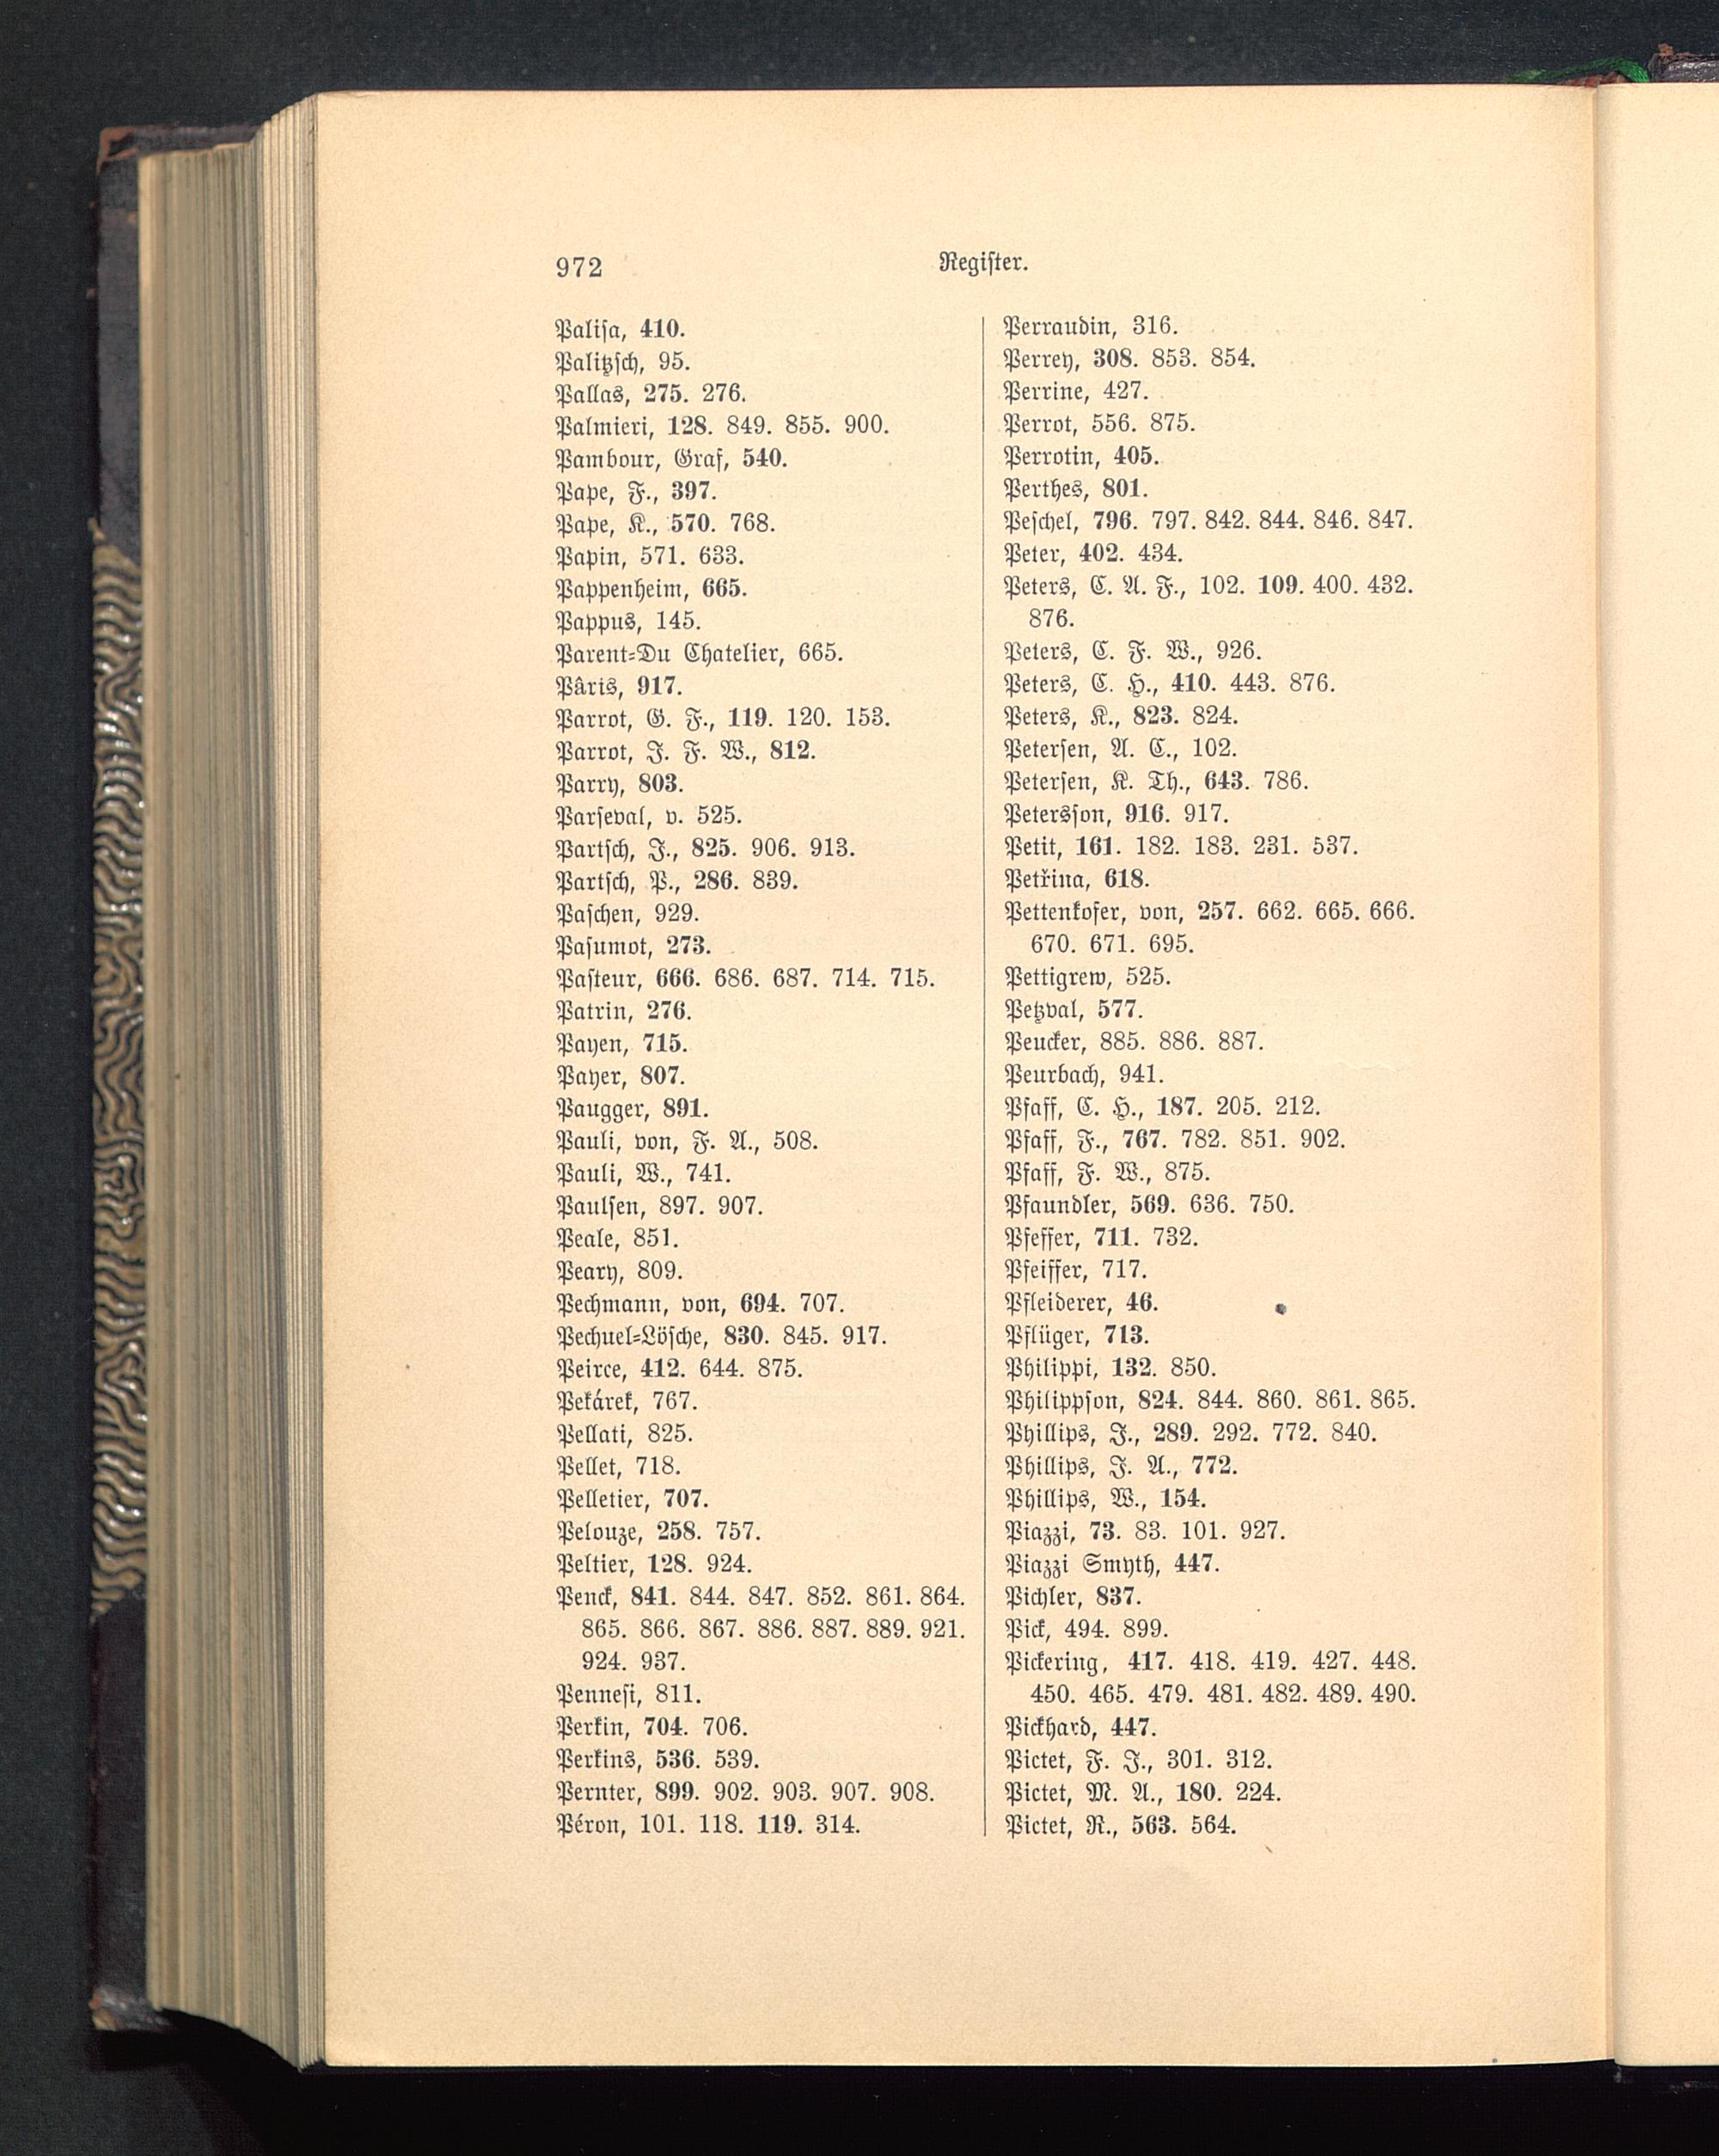 972
Register.
Palisa, 410.
Palitzsch, 95.
Pallas, 275. 276.
Palmieri, 128. 849. 855. 900.
Pambour, Graf, 540.
Pape, F., 397.
Pape, K., 570. 768.
Papin, 571. 633.
Pappenheim, 665.
Pappus, 145.
Parent-Du Chatelier, 665.
Pâris, 917.
Parrot, G. F., 119. 120. 153.
Parrot, J. F. W., 812.
Parry, 803.
Parseval, v. 525.
Partsch, J., 825. 906. 913.
Partsch, P., 286. 839.
Paschen, 929.
Pasumot, 273.
Pasteur, 666. 686. 687. 714. 715.
Patrin, 276.
Payen, 715.
Payer, 807.
Paugger, 891.
Pauli, von, F. A., 508.
Pauli, W., 741.
Paulsen, 897. 907.
Peale, 851.
Peary, 809.
Pechmann, von, 694. 707.
Pechuel-Lösche, 830. 845. 917.
Peirce, 412. 644. 875.
Pekárek, 767.
Pellati, 825.
Pellet, 718.
Pelletier, 707.
Pelouze, 258. 757.
Peltier, 128. 924.
Penck, 841. 844. 847. 852. 861. 864.
865. 866. 867. 886. 887. 889. 921.
924. 937.
Pennesi, 811.
Perkin, 704. 706.
Perkins, 536. 539.
Pernter, 899. 902. 903. 907. 908.
Péron, 101. 118. 119. 314.
Perraudin, 316.
Perrey, 308. 853. 854.
Perrine, 427.
Perrot, 556. 875.
Perrotin, 405.
Perthes, 801.
Peschel, 796. 797. 842. 844. 846. 847.
Peter, 402. 434.
Peters, C. A. F., 102. 109. 400. 432.
876.
Peters, C. F. W., 926.
Peters, C. H., 410. 443. 876.
Peters, K., 823. 824.
Petersen, A. C., 102.
Petersen, K. Th., 643. 786.
Petersson, 916. 917.
Petit, 161. 182. 183. 231. 537.
Petřina, 618.
Pettenkofer, von, 257. 662. 665. 666.
670. 671. 695.
Pettigrew, 525.
Petzval, 577.
Peucker, 885. 886. 887.
Peurbach, 941.
Pfaff, C. H., 187. 205. 212.
Pfaff, F., 767. 782. 851. 902.
Pfaff, F. W., 875.
Pfaundler, 569. 636. 750.
Pfeffer, 711. 732.
Pfeiffer, 717.
Pfleiderer, 46.
Pflüger, 713.
Philippi, 132. 850.
Philippson, 824. 844. 860. 861. 865.
Phillips, J., 289. 292. 772. 840.
Phillips, J. A., 772.
Phillips, W., 154.
Piazzi, 73. 83. 101. 927.
Piazzi Smyth, 447.
Pichler, 837.
Pick, 494. 899.
Pickering, 417. 418. 419. 427. 448.
450. 465. 479. 481. 482. 489. 490.
Pickhard, 447.
Pictet, F. J., 301. 312.
Pictet, M. A., 180. 224.
Pictet, R., 563. 564.